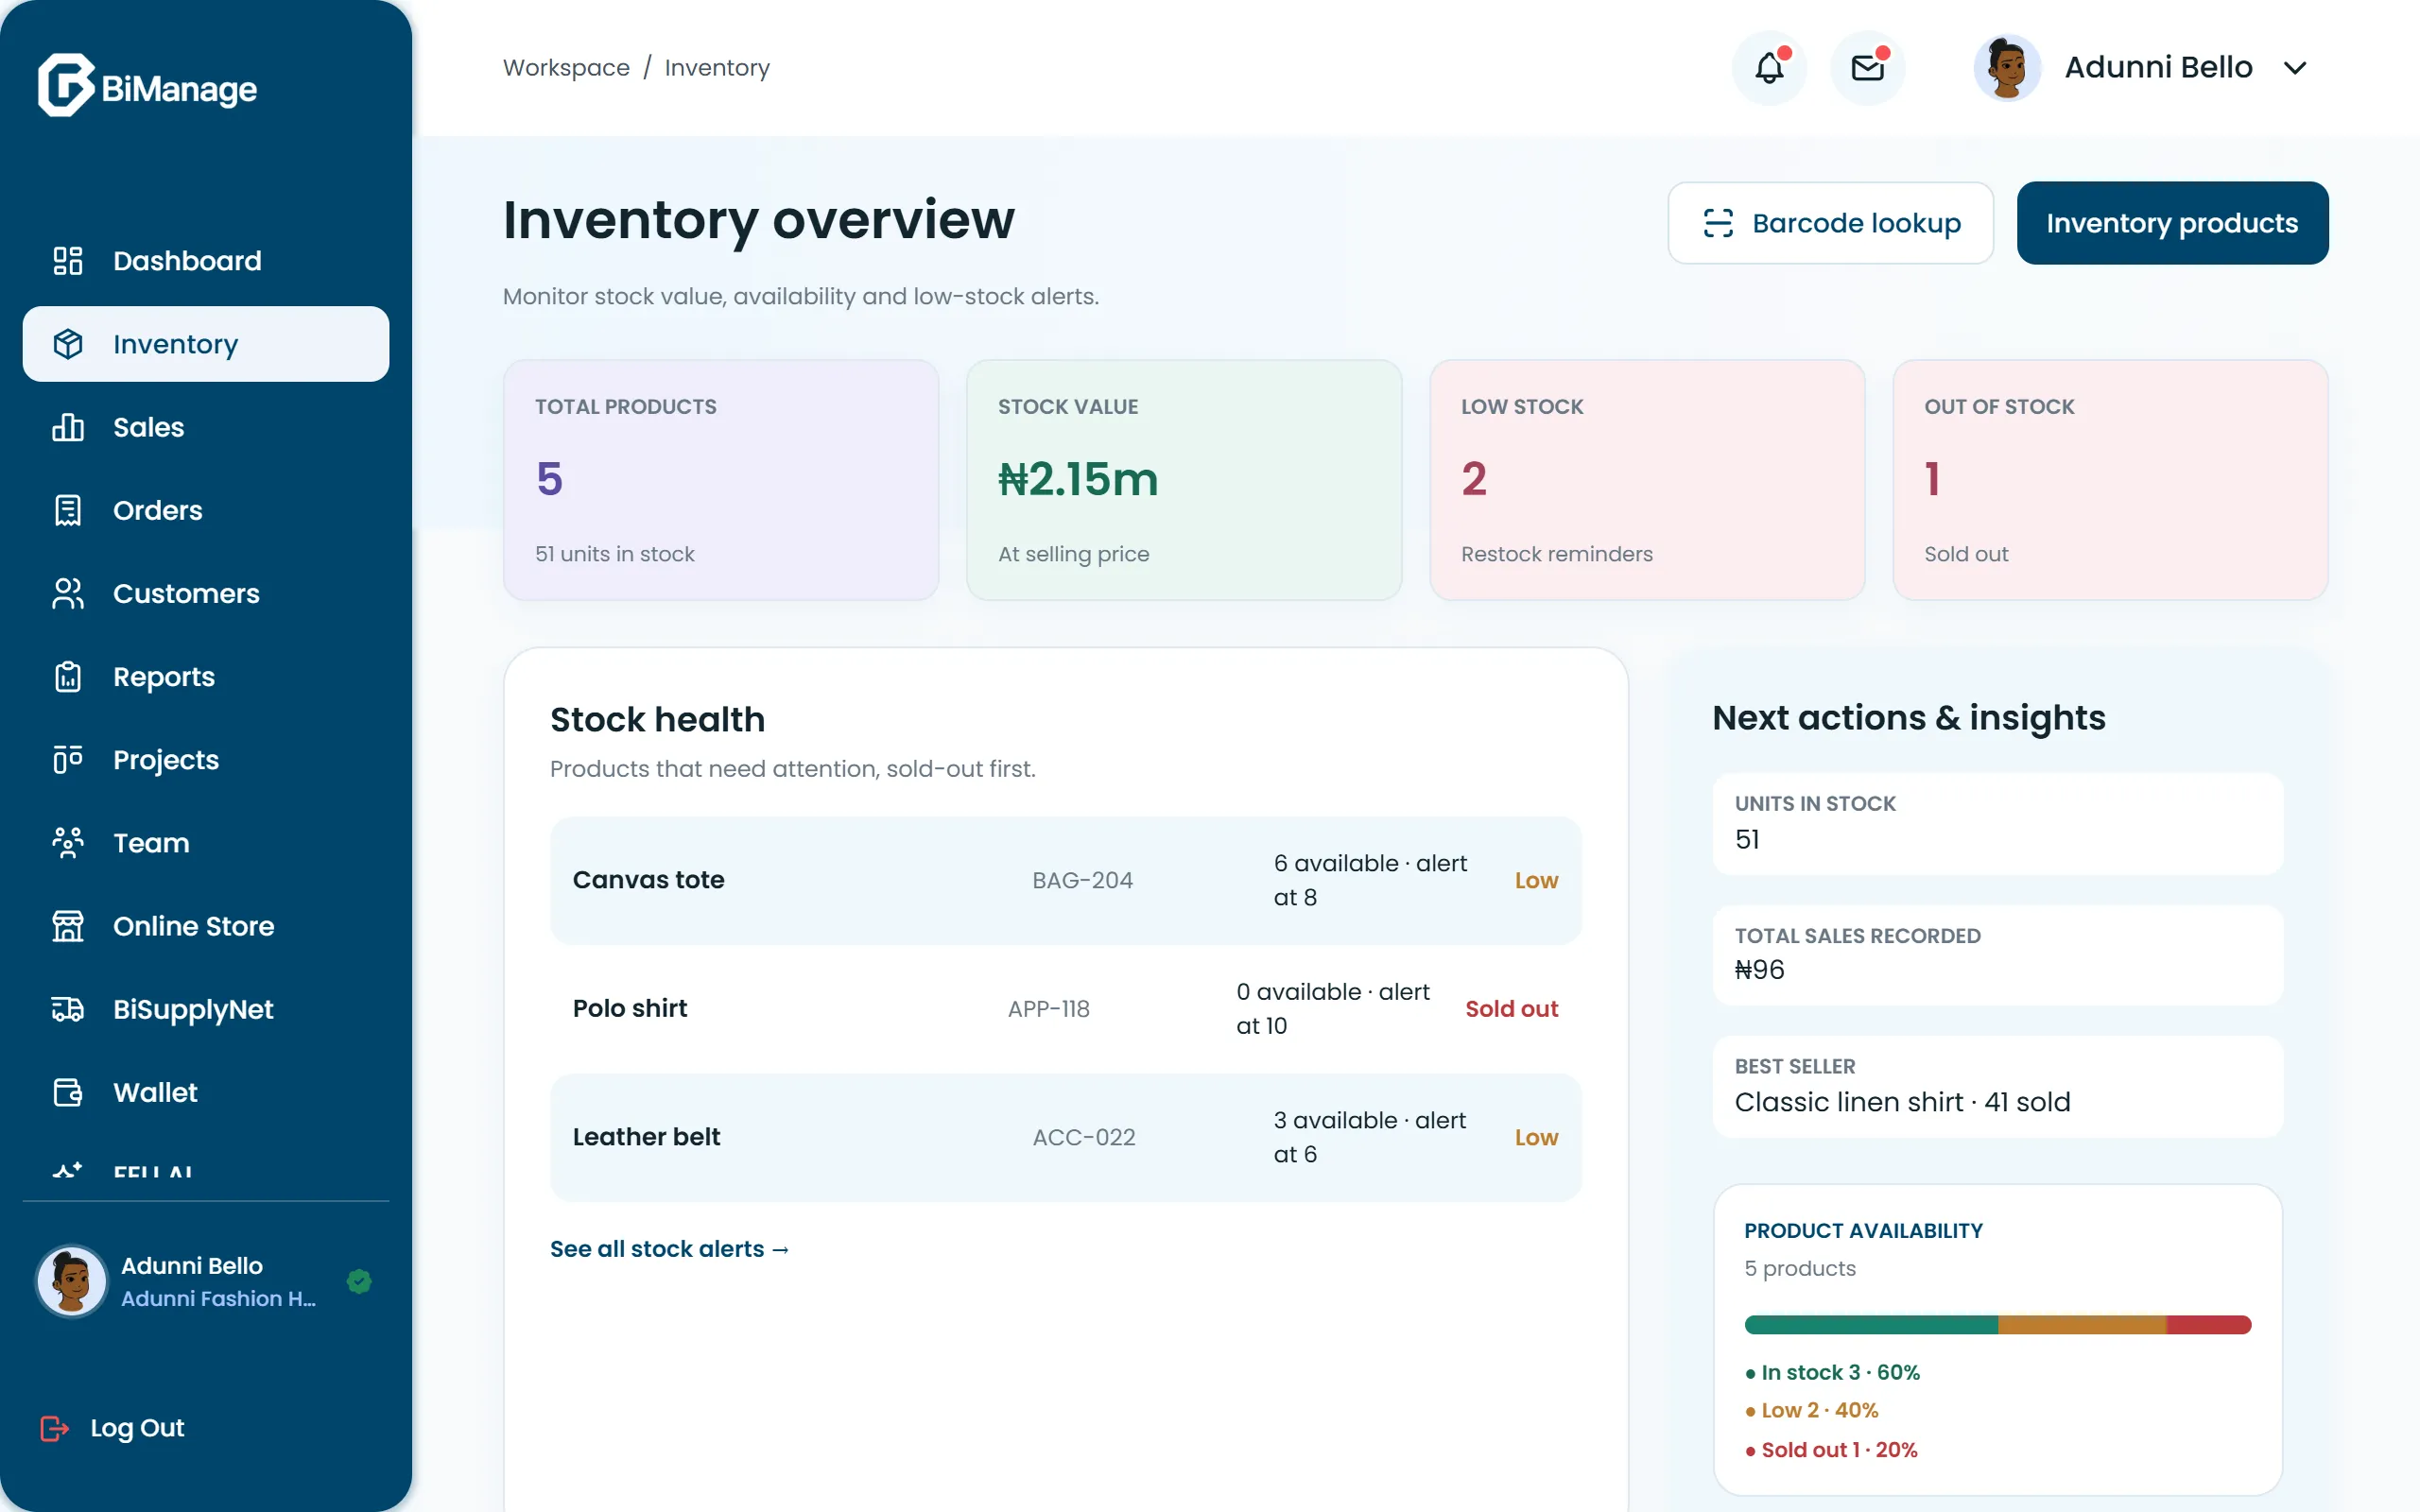 BiManage
Dashboard
Inventory
Sales
Orders
Customers
Reports
Projects
Team
Online Store
BiSupplyNet
Wallet
Adunni Bello
Adunni Fashion H...
Log Out
Workspace / Inventory
Adunni Bello
Inventory overview
Monitor stock value, availability and low-stock alerts.
Barcode lookup
Inventory products
TOTAL PRODUCTS
5
51 units in stock
STOCK VALUE
₦2.15m
At selling price
LOW STOCK
2
Restock reminders
OUT OF STOCK
1
Sold out
Stock health
Products that need attention, sold-out first.
Canvas tote BAG-204 6 available · alert
at 8
Low
Polo shirt APP-118 0 available · alert
at 10
Sold out
Leather belt ACC-022 3 available · alert
at 6
Low
See all stock alerts →
Next actions & insights
UNITS IN STOCK
51
TOTAL SALES RECORDED
₦96
BEST SELLER
Classic linen shirt · 41 sold
PRODUCT AVAILABILITY
5 products
● In stock 3 · 60%
● Low 2 · 40%
● Sold out 1 · 20%